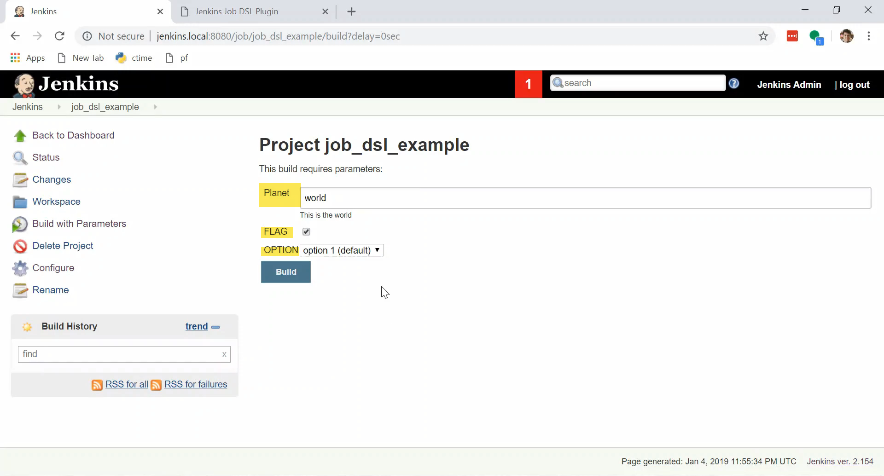 Jenkins
Jenkins Job DSL Plugin
Not secure
jenkins.local:8080/job/job_dsl_example/build?delay=0sec
Apps
New Tab
ctime
pf
Jenkins
1
search
Jenkins Admin
| log out
Jenkins
job_dsl_example
Back to Dashboard
Status
Changes
Workspace
Build with Parameters
Delete Project
Configure
Rename
Project job_dsl_example
This build requires parameters:
Planet
world
This is the world
FLAG
OPTION
option 1 (default)
Build
Build History
trend
find
x
RSS for all
RSS for failures
Page generated: Jan 4, 2019 11:55:34 PM UTC
Jenkins ver. 2.154